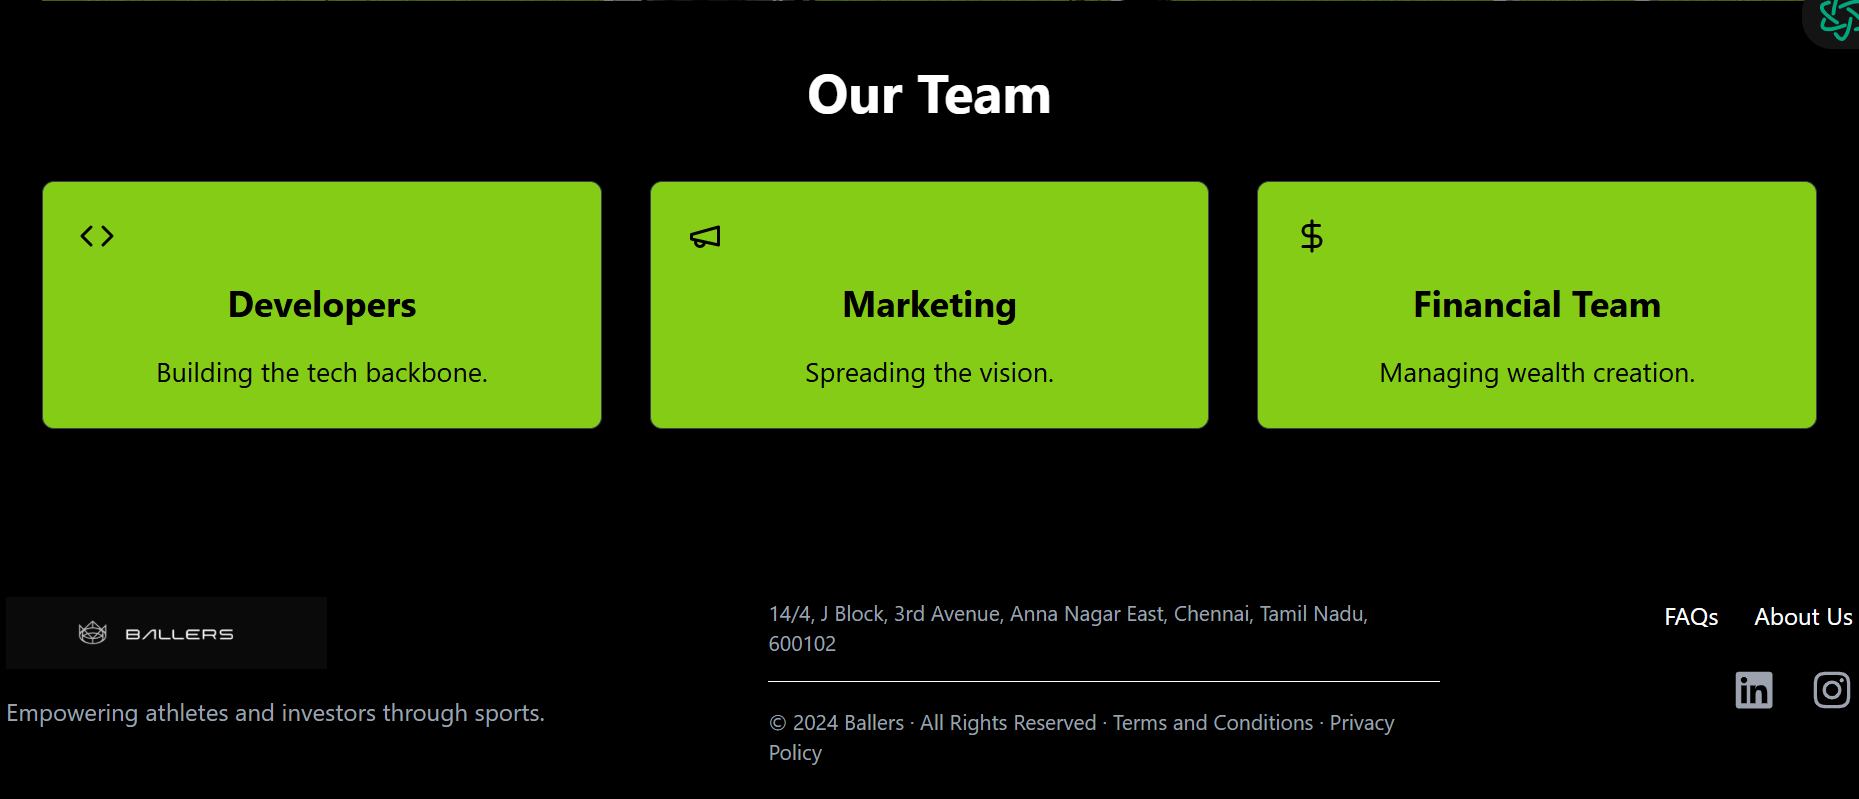 Our Team
Developers
Building the tech backbone.
Marketing
Spreading the vision.
Financial Team
Managing wealth creation.
BALLERS
Empowering athletes and investors through sports.
14/4, J Block, 3rd Avenue, Anna Nagar East, Chennai, Tamil Nadu,
600102
© 2024 Ballers · All Rights Reserved · Terms and Conditions · Privacy
Policy
FAQs About Us